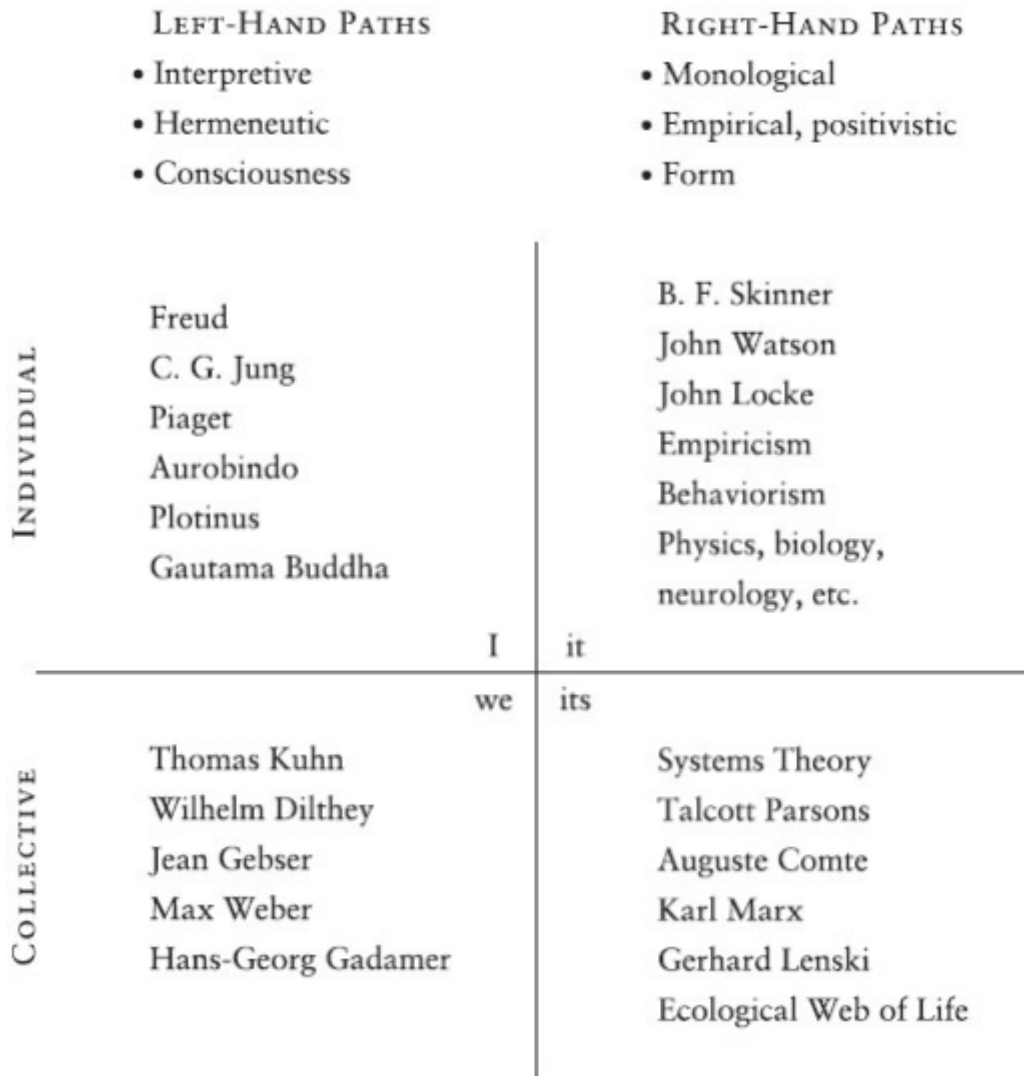 LEFT-HAND PATHS
• Interpretive
• Hermeneutic
• Consciousness
RIGHT-HAND PATHS
• Monological
• Empirical, positivistic
• Form
INDIVIDUAL
Freud
C. G. Jung
Piaget
Aurobindo
Plotinus
Gautama Buddha
I
B. F. Skinner
John Watson
John Locke
Empiricism
Behaviorism
Physics, biology,
neurology, etc.
it
COLLECTIVE
we
Thomas Kuhn
Wilhelm Dilthey
Jean Gebser
Max Weber
Hans-Georg Gadamer
its
Systems Theory
Talcott Parsons
Auguste Comte
Karl Marx
Gerhard Lenski
Ecological Web of Life